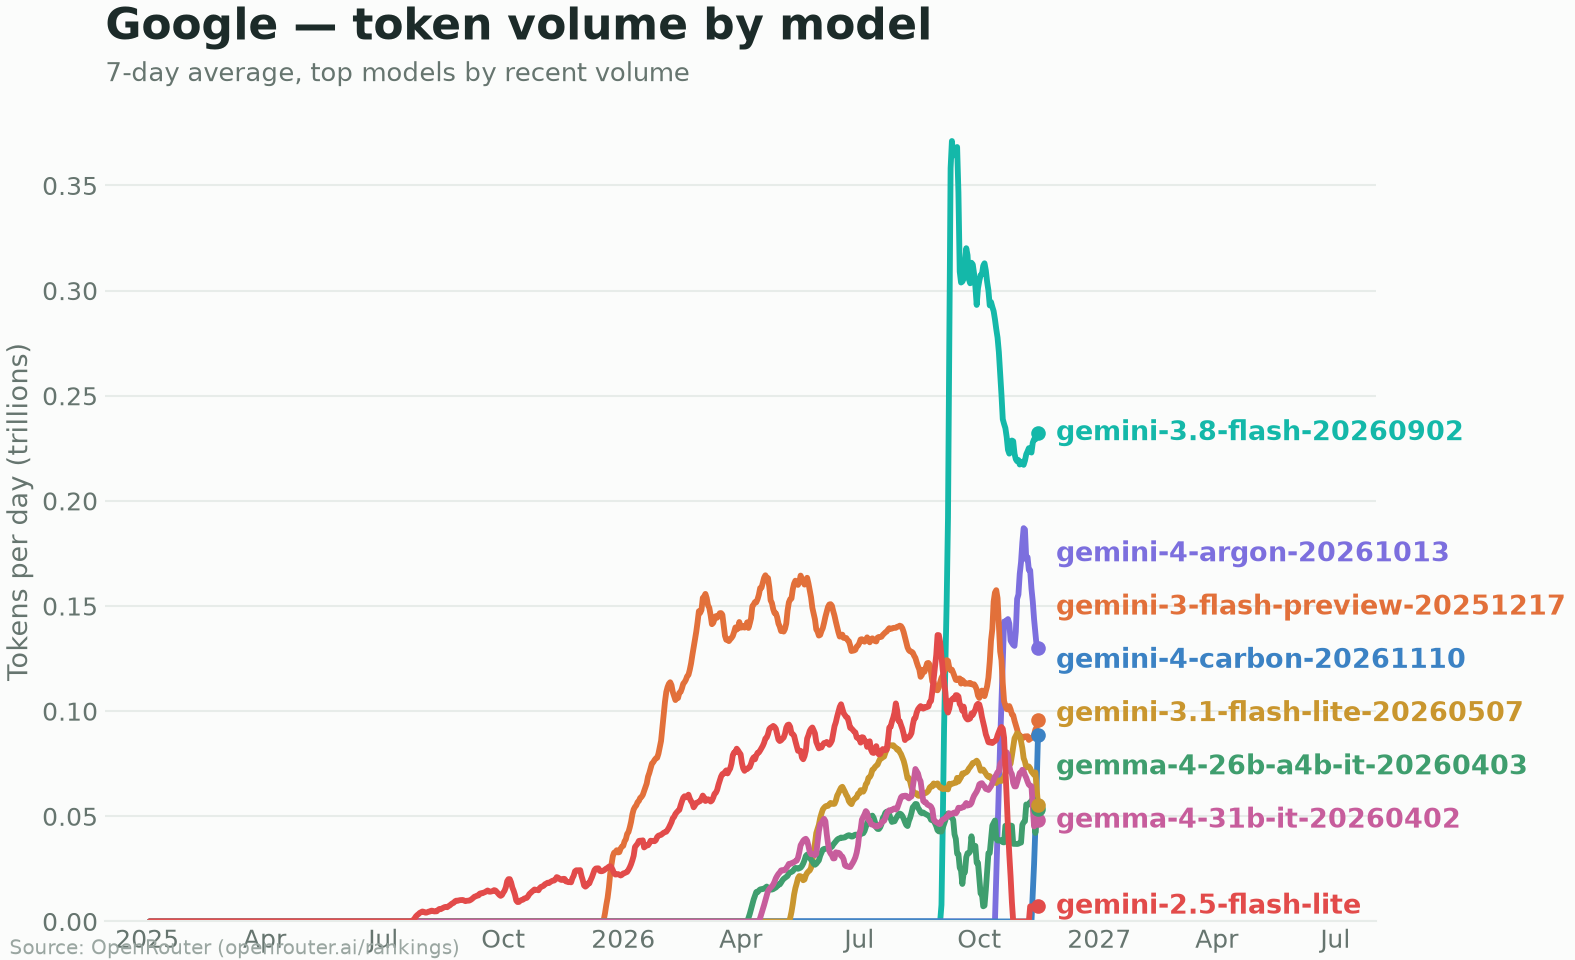 Google — token volume by model
7-day average, top models by recent volume
Tokens per day (trillions)
0.35
0.30
0.25
0.20
0.15
0.10
0.05
0.00
gemini-3.8-flash-20260902
gemini-4-argon-20261013
gemini-3-flash-preview-20251217
gemini-4-carbon-20261110
gemini-3.1-flash-lite-20260507
gemma-4-26b-a4b-it-20260403
gemma-4-31b-it-20260402
gemini-2.5-flash-lite
2025 Apr Jul Oct 2026 Apr Jul Oct 2027 Apr Jul
Source: OpenRouter (openrouter.ai/rankings)